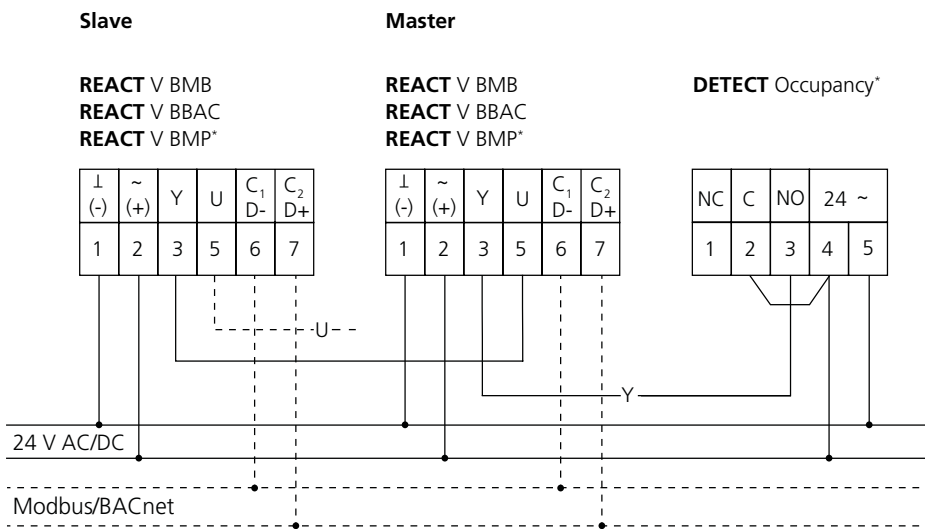 Slave Master
REACT V BMB REACT V BMB DETECT Occupancy*
REACT V BBAC REACT V BBAC
REACT V BMP* REACT V BMP*
⊥ (-) ~ (+) Y U C₁ D- C₂ D+ ⊥ (-) ~ (+) Y U C₁ D- C₂ D+ NC C NO 24 ~
1 2 3 5 6 7 1 2 3 5 6 7 1 2 3 4 5
U
Y
24 V AC/DC
Modbus/BACnet